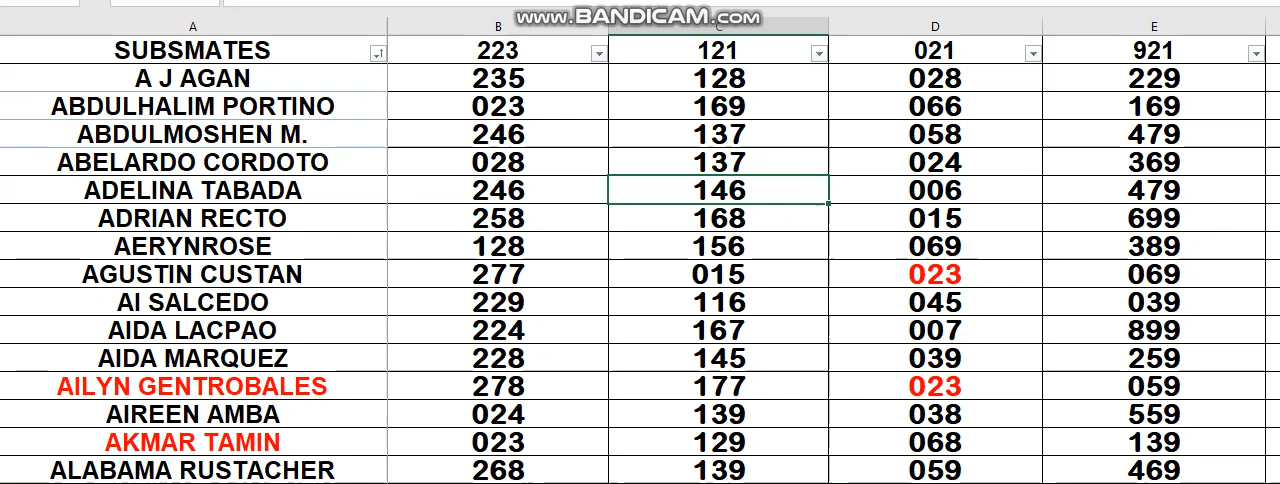 www.BANDICAM.com
A B C D E
SUBSMATES 223 121 021 921
A J AGAN 235 128 028 229
ABDULHALIM PORTINO 023 169 066 169
ABDULMOSHEN M. 246 137 058 479
ABELARDO CORDOTO 028 137 024 369
ADELINA TABADA 246 146 006 479
ADRIAN RECTO 258 168 015 699
AERYNROSE 128 156 069 389
AGUSTIN CUSTAN 277 015 023 069
AI SALCEDO 229 116 045 039
AIDA LACPAO 224 167 007 899
AIDA MARQUEZ 228 145 039 259
AILYN GENTROBALES 278 177 023 059
AIREEN AMBA 024 139 038 559
AKMAR TAMIN 023 129 068 139
ALABAMA RUSTACHER 268 139 059 469